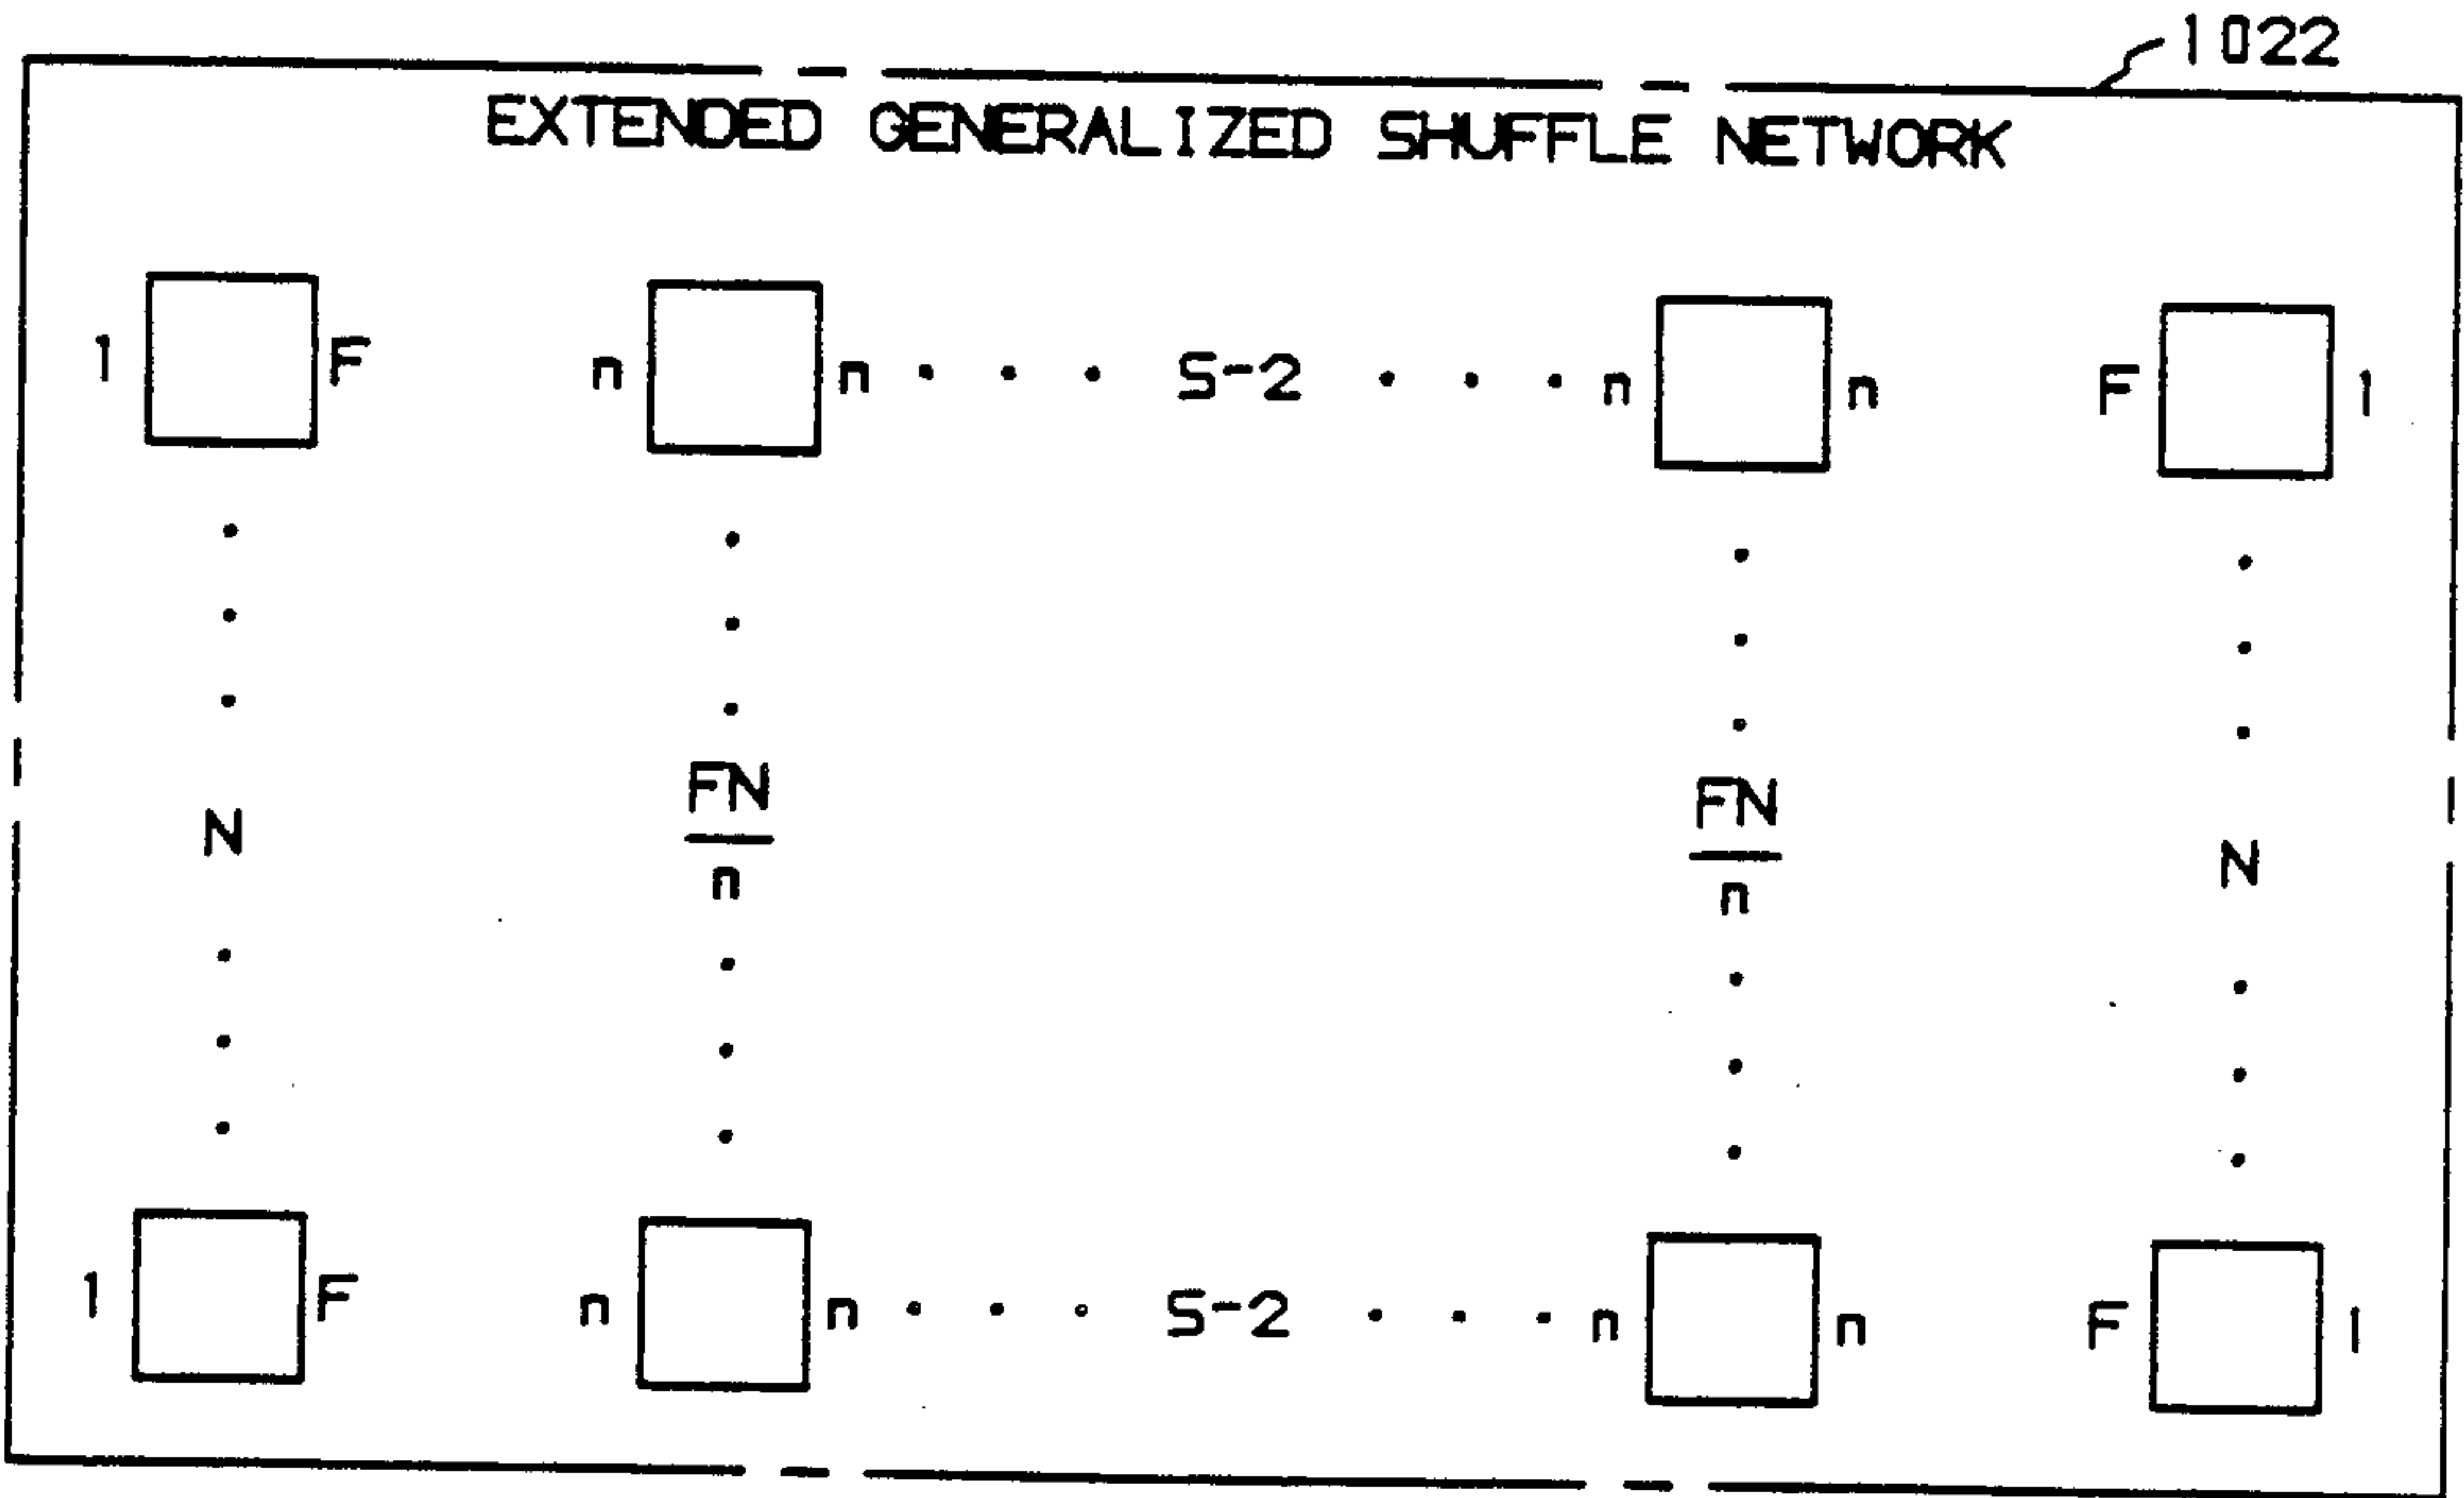 1022
EXTENDED GENERALIZED SHUFFLE NETWORK
1 F n n . . . S-2 . . . n n F 1
N FN/n FN/n N
1 F n n . . . S-2 . . . n n F 1